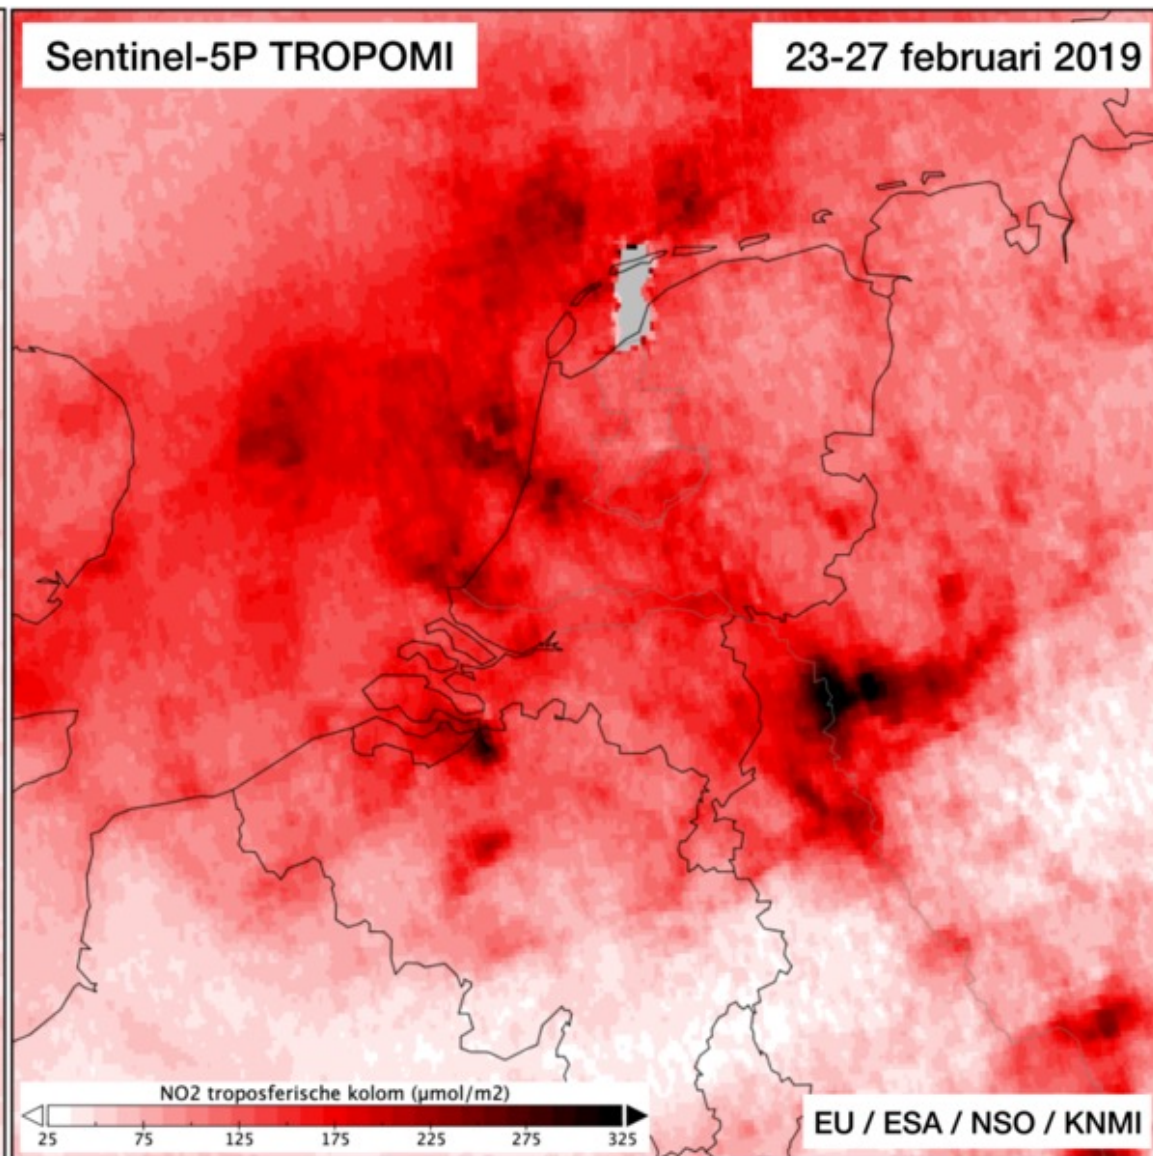 Sentinel-5P TROPOMI
23-27 februari 2019
NO2 troposferische kolom (µmol/m2)
25 75 125 175 225 275 325
EU / ESA / NSO / KNMI